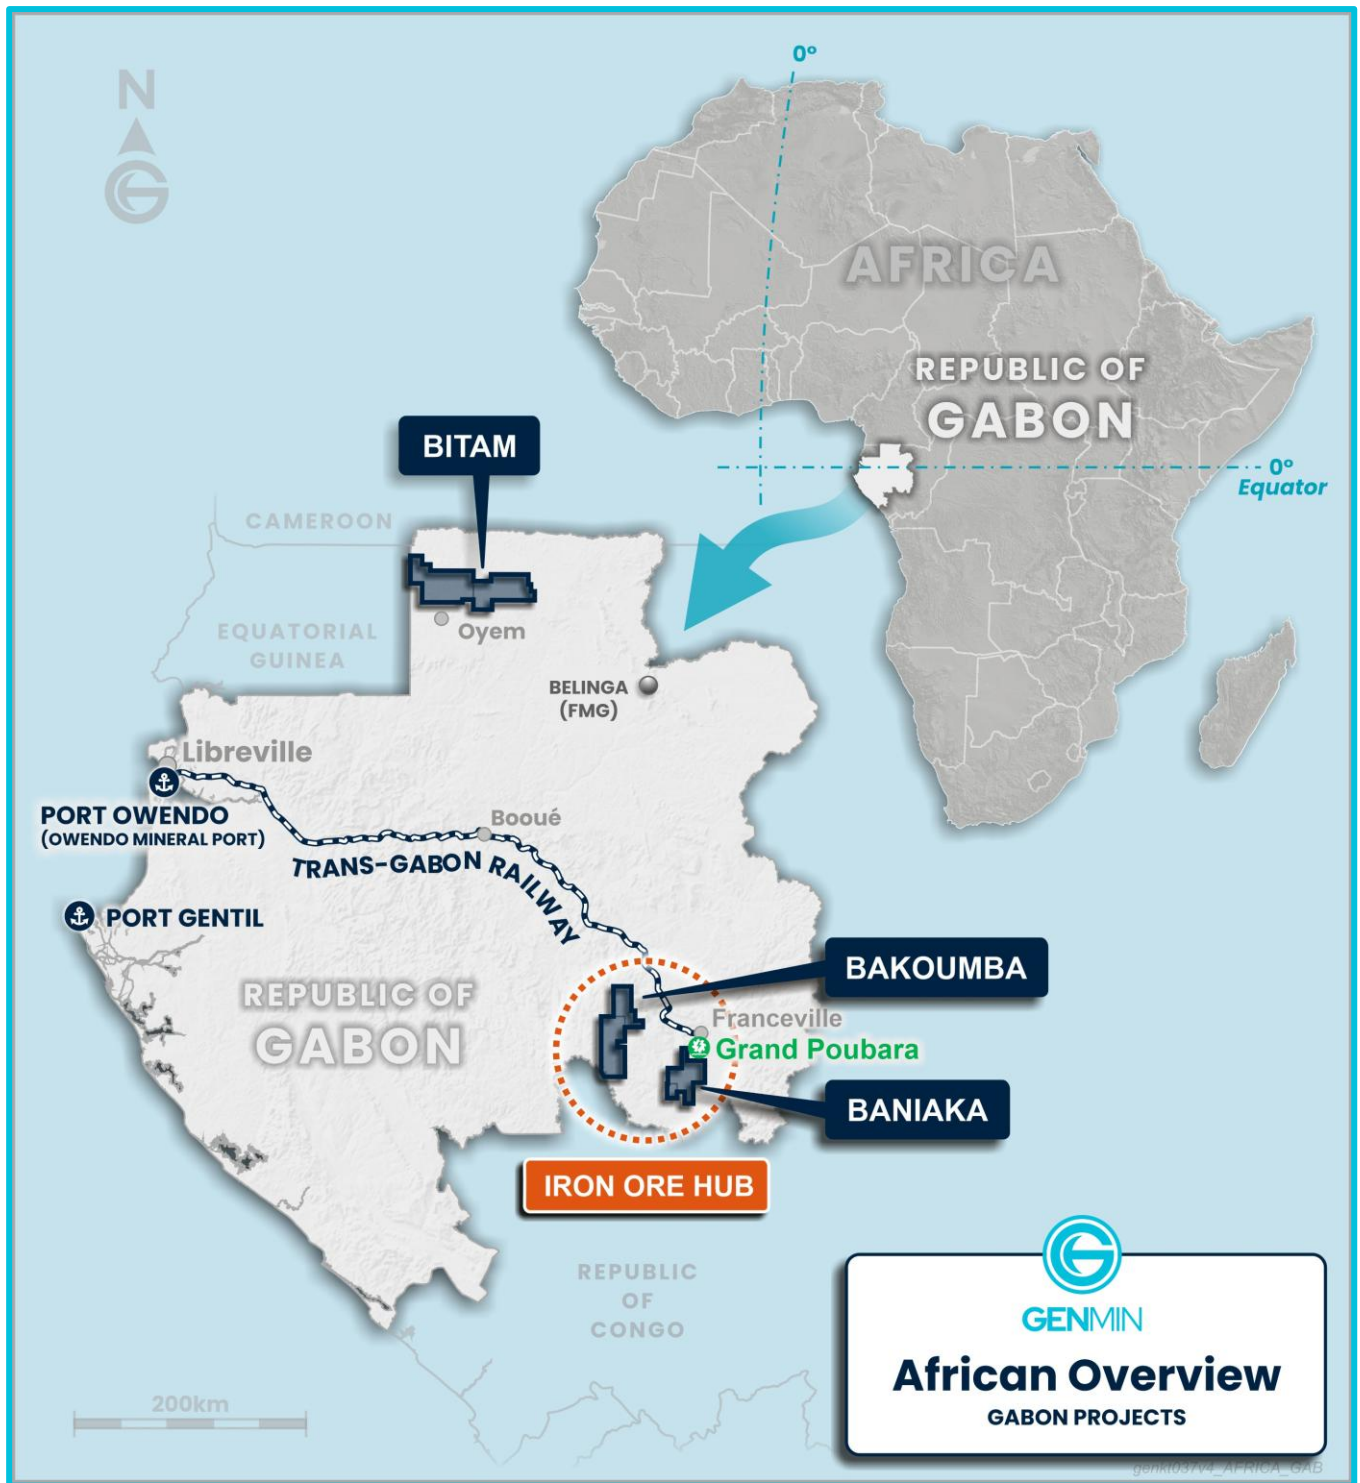 N
0°
AFRICA
REPUBLIC OF
GABON
0°
Equator
BITAM
CAMEROON
EQUATORIAL
GUINEA
Oyem
BELINGA
(FMG)
Libreville
PORT OWENDO
(OWENDO MINERAL PORT)
Booué
TRANS-GABON RAILWAY
PORT GENTIL
REPUBLIC OF
GABON
BAKOUMBA
Franceville
Grand Poubara
BANIAKA
IRON ORE HUB
REPUBLIC
OF
CONGO
200km
GENMIN
African Overview
GABON PROJECTS
genkt037v4_AFRICA_GAB